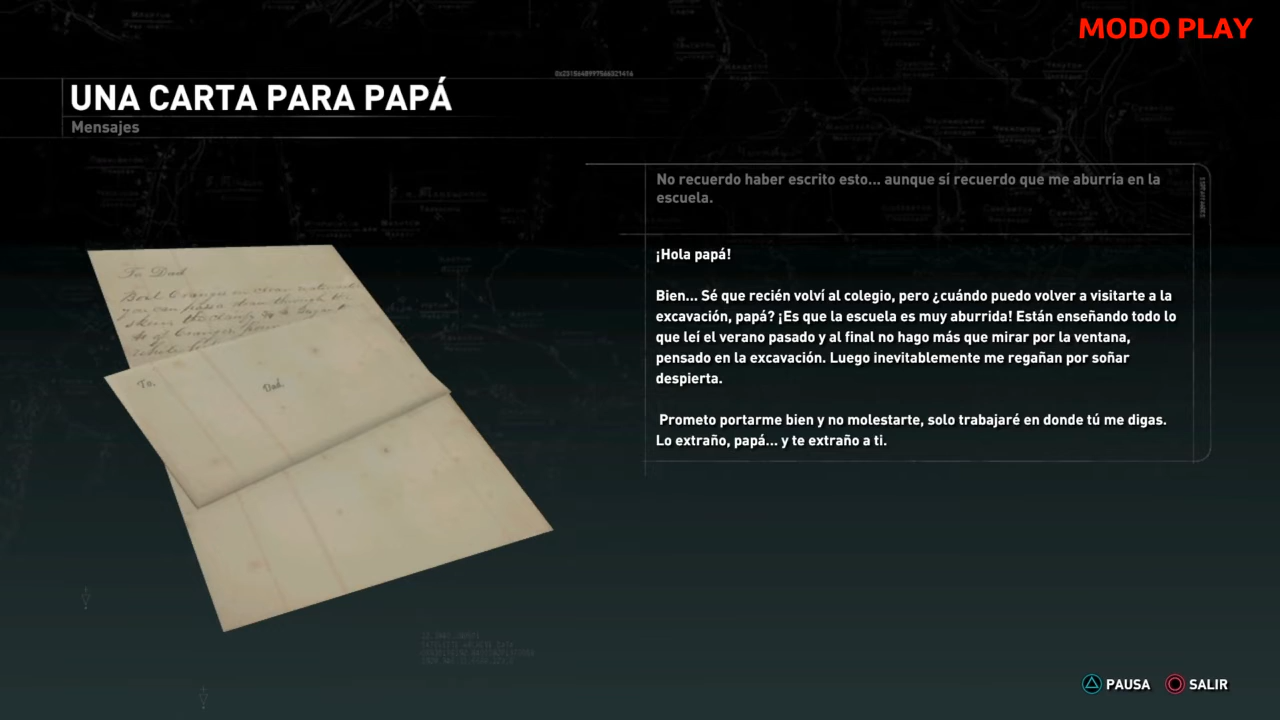 MODO PLAY
UNA CARTA PARA PAPÁ
Mensajes
No recuerdo haber escrito esto... aunque sí recuerdo que me aburría en la
escuela.
¡Hola papá!
Bien... Sé que recién volví al colegio, pero ¿cuándo puedo volver a visitarte a la
excavación, papá? ¡Es que la escuela es muy aburrida! Están enseñando todo lo
que leí el verano pasado y al final no hago más que mirar por la ventana,
pensado en la excavación. Luego inevitablemente me regañan por soñar
despierta.
Prometo portarme bien y no molestarte, solo trabajaré en donde tú me digas.
Lo extraño, papá... y te extraño a ti.
To Dad
To, Dad.
PAUSA SALIR